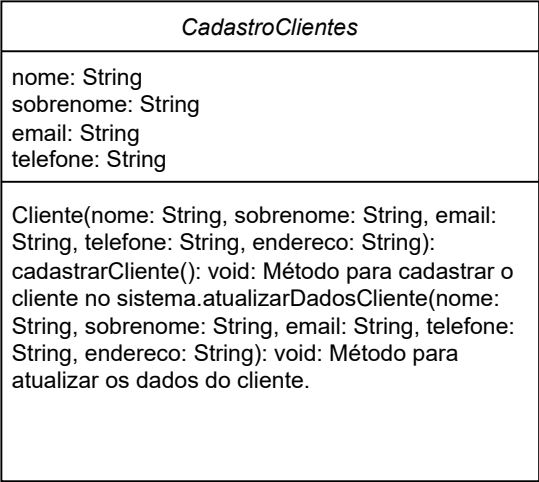 CadastroClientes
nome: String
sobrenome: String
email: String
telefone: String
Cliente(nome: String, sobrenome: String, email:
String, telefone: String, endereco: String):
cadastrarCliente(): void: Método para cadastrar o
cliente no sistema.atualizarDadosCliente(nome:
String, sobrenome: String, email: String, telefone:
String, endereco: String): void: Método para
atualizar os dados do cliente.